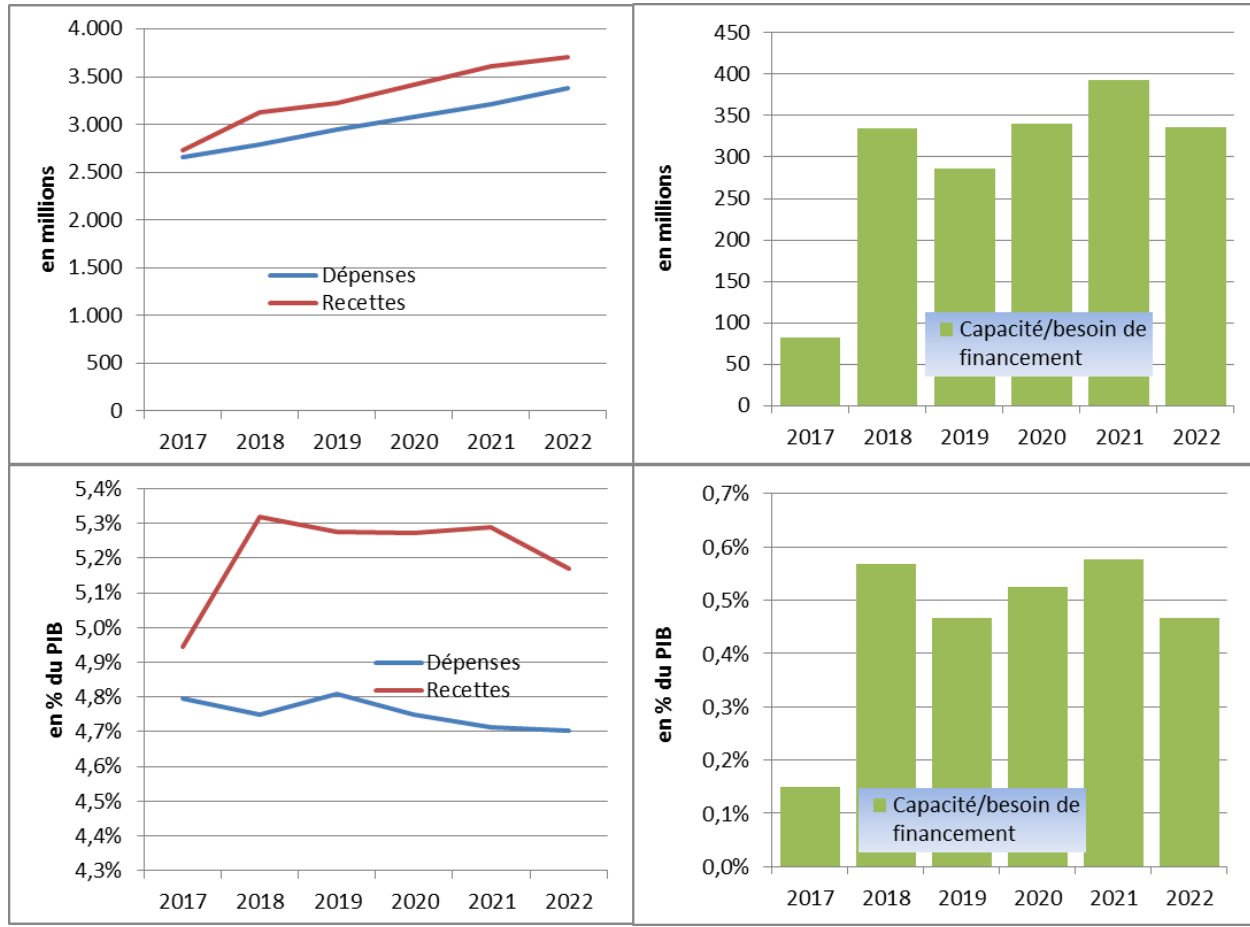 4.000
3.500
3.000
2.500
2.000
1.500
1.000
500
0
en millions
Dépenses
Recettes
2017 2018 2019 2020 2021 2022
450
400
350
300
250
200
150
100
50
0
en millions
Capacité/besoin de
financement
2017 2018 2019 2020 2021 2022
5,4%
5,3%
5,2%
5,1%
5,0%
4,9%
4,8%
4,7%
4,6%
4,5%
4,4%
4,3%
en % du PIB
Dépenses
Recettes
2017 2018 2019 2020 2021 2022
0,7%
0,6%
0,5%
0,4%
0,3%
0,2%
0,1%
0,0%
en % du PIB
Capacité/besoin de
financement
2017 2018 2019 2020 2021 2022